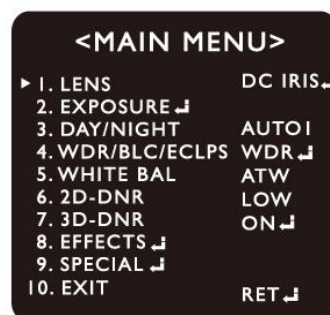 <MAIN MENU>
▶ 1. LENS DC IRIS↵
2. EXPOSURE↵
3. DAY/NIGHT AUTO1
4. WDR/BLC/ECLPS WDR↵
5. WHITE BAL ATW
6. 2D-DNR LOW
7. 3D-DNR ON↵
8. EFFECTS↵
9. SPECIAL↵
10. EXIT RET↵